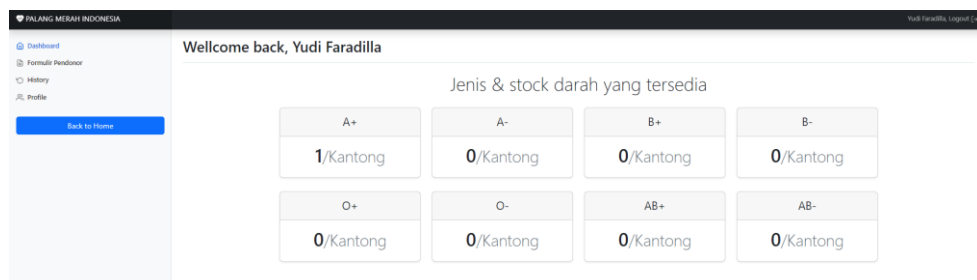 PALANG MERAH INDONESIA
Yudi Faradilla, Logout
Dashboard
Formulir Pendonor
History
Profile
Back to Home
Wellcome back, Yudi Faradilla
Jenis & stock darah yang tersedia
A+ A- B+ B-
1/Kantong 0/Kantong 0/Kantong 0/Kantong
O+ O- AB+ AB-
0/Kantong 0/Kantong 0/Kantong 0/Kantong